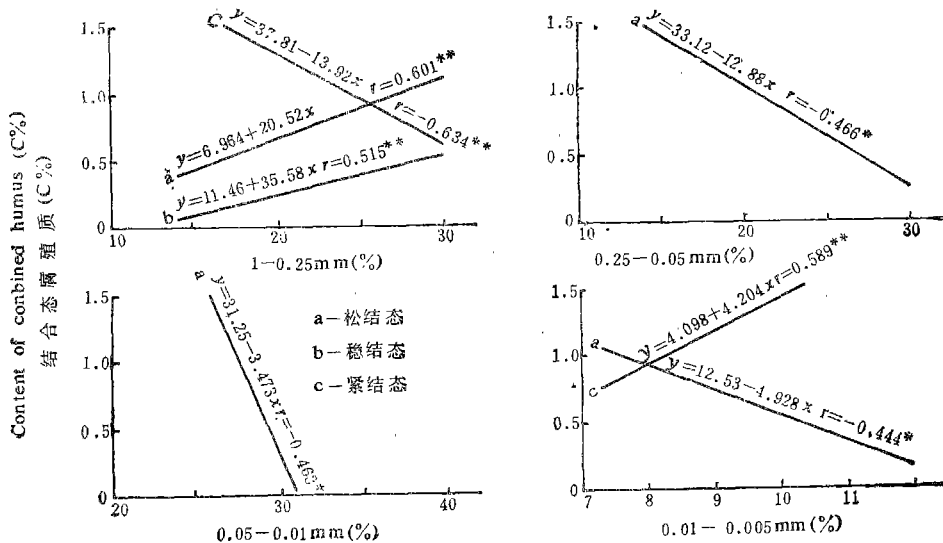 Content of conbined humus (C%)
结合态腐殖质(C%)
1.5
1.0
0.5
0
10
20
30
1-0.25mm(%)
C
y=37.81-13.92x
r=-0.634**
a
y=6.964+20.52x
r=0.601**
b
y=11.46+35.58x r=0.515**
1.5
1.0
0.5
0
10
20
30
0.25-0.05mm(%)
a
y=33.12-12.88x r=-0.466*
1.5
1.0
0.5
0
20
30
40
0.05-0.01mm(%)
a
y=31.25-3.473x r=-0.463*
a-松结态
b-稳结态
c-紧结态
1.5
1.0
0.5
0
7
8
9
10
11
0.01-0.005mm(%)
a
y=12.53-4.928x r=-0.444*
c
y=4.098+4.204x r=0.589**